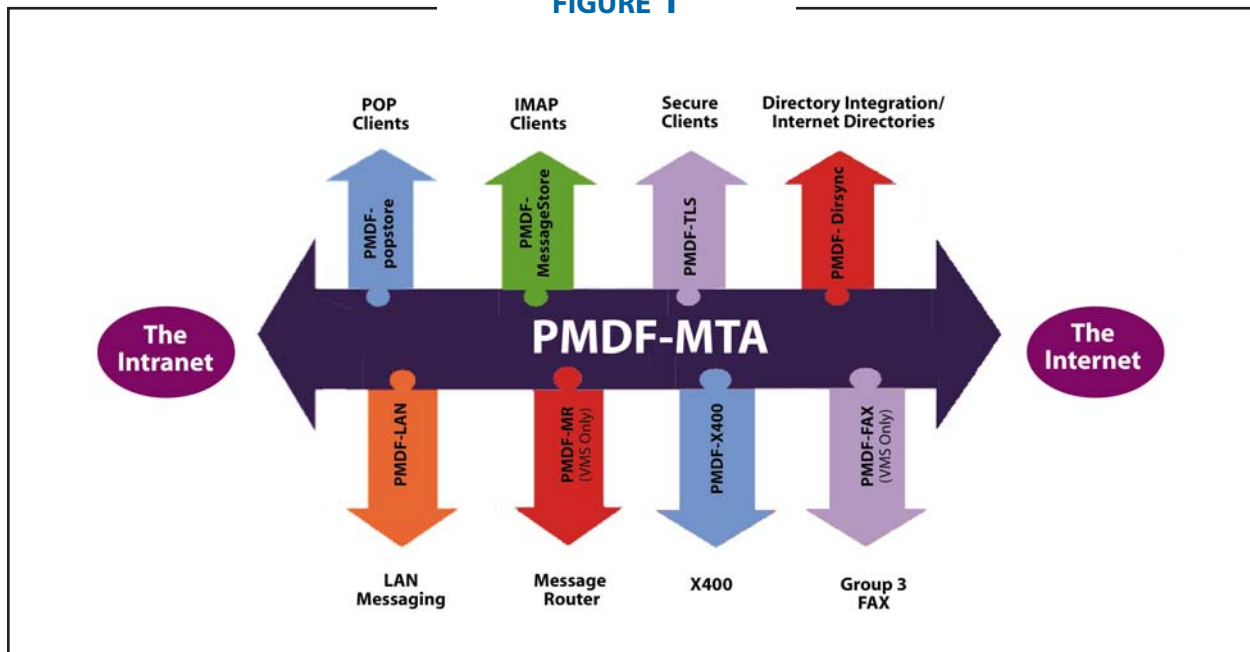 FIGURE 1
POP
Clients
IMAP
Clients
Secure
Clients
Directory Integration/
Internet Directories
PMDF-
popstore
PMDF-
MessageStore
PMDF-TLS
PMDF- Dirsync
The
Intranet
PMDF-MTA
The
Internet
PMDF-LAN
PMDF-MR
(VMS Only)
PMDF-X400
PMDF-FAX
(VMS Only)
LAN
Messaging
Message
Router
X400
Group 3
FAX